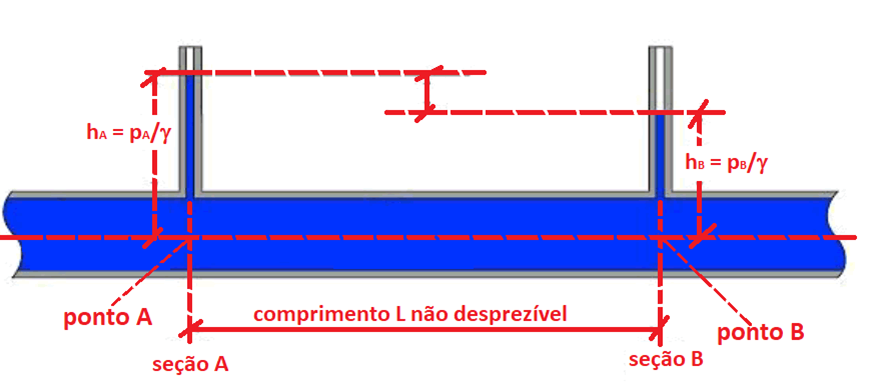 hA = pA/γ
hB = pB/γ
comprimento L não desprezível
ponto A
ponto B
seção A
seção B